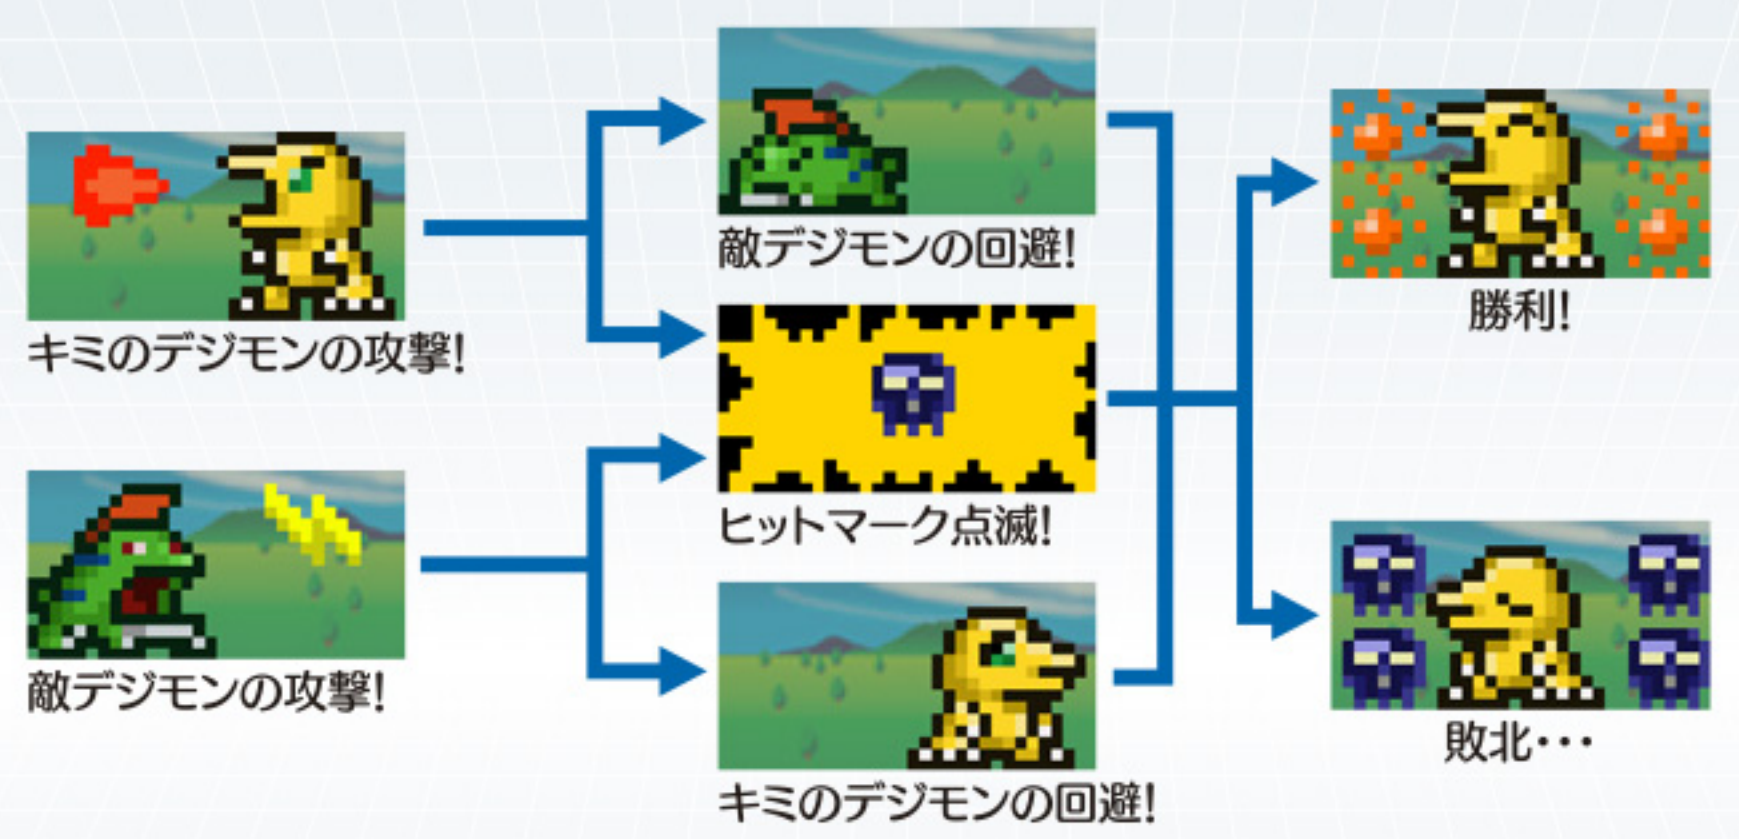 キミのデジモンの攻撃!
敵デジモンの攻撃!
敵デジモンの回避!
ヒットマーク点滅!
キミのデジモンの回避!
勝利!
敗北・・・